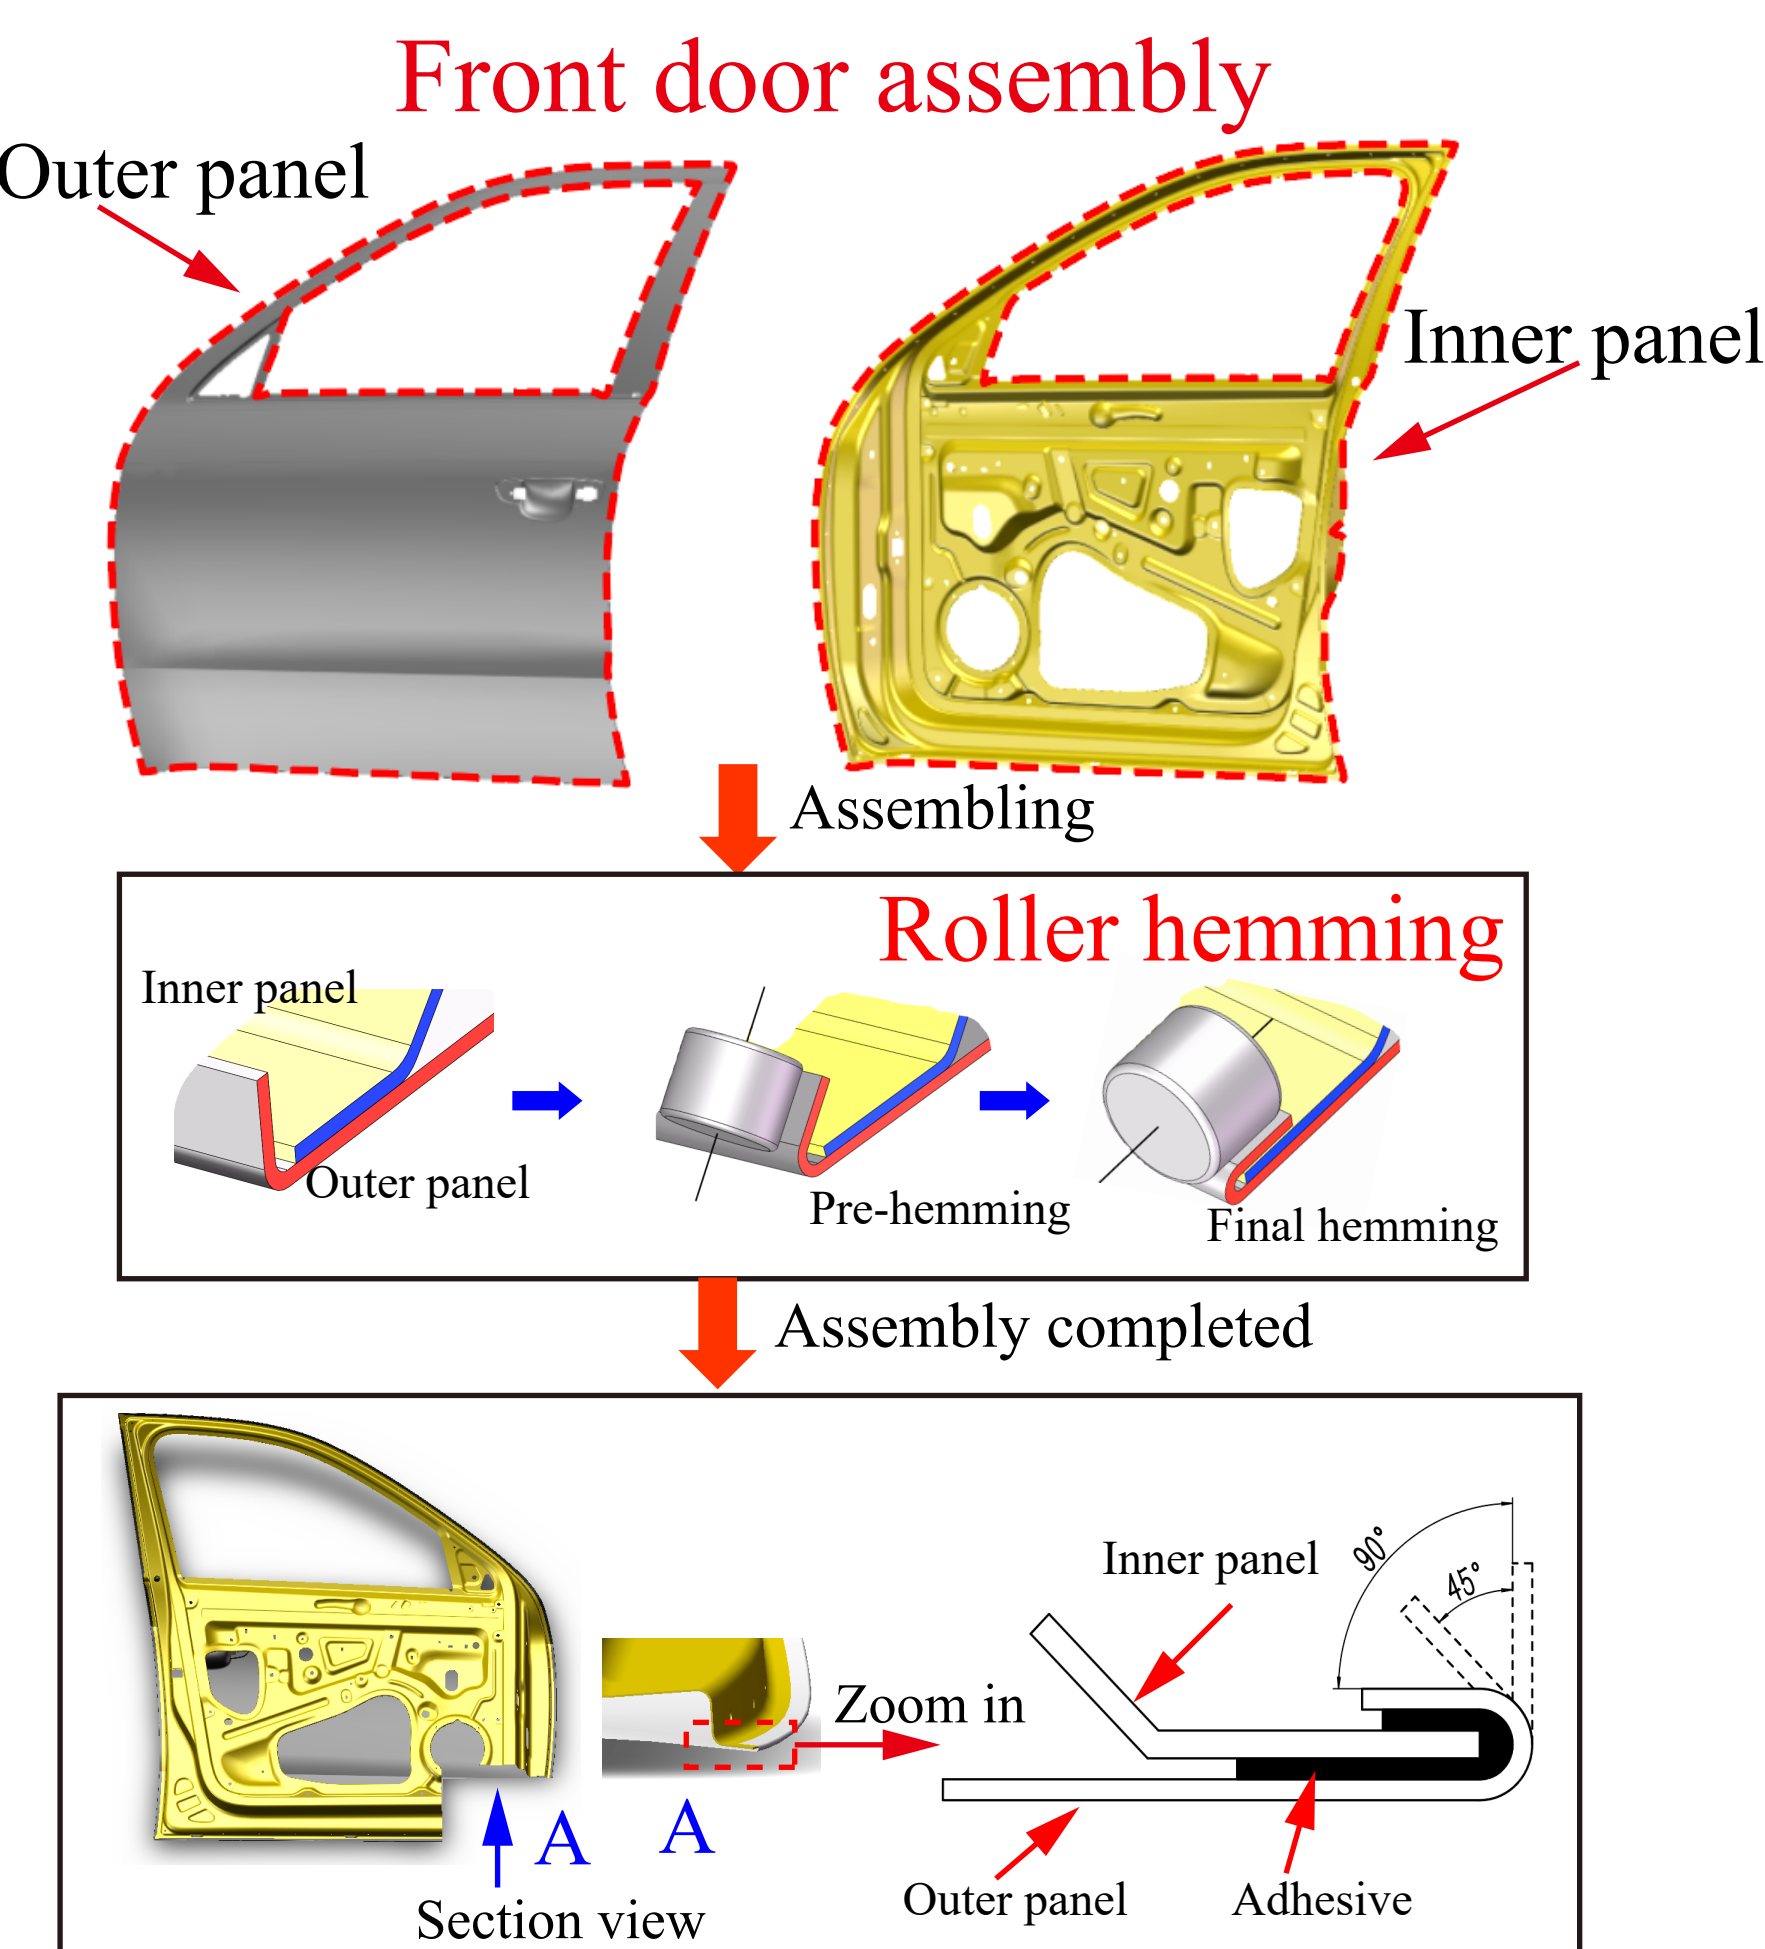 Front door assembly
Outer panel
Inner panel
Assembling
Roller hemming
Inner panel
Outer panel
Pre-hemming
Final hemming
Assembly completed
90°
45°
Inner panel
Zoom in
A
A
Outer panel
Adhesive
Section view